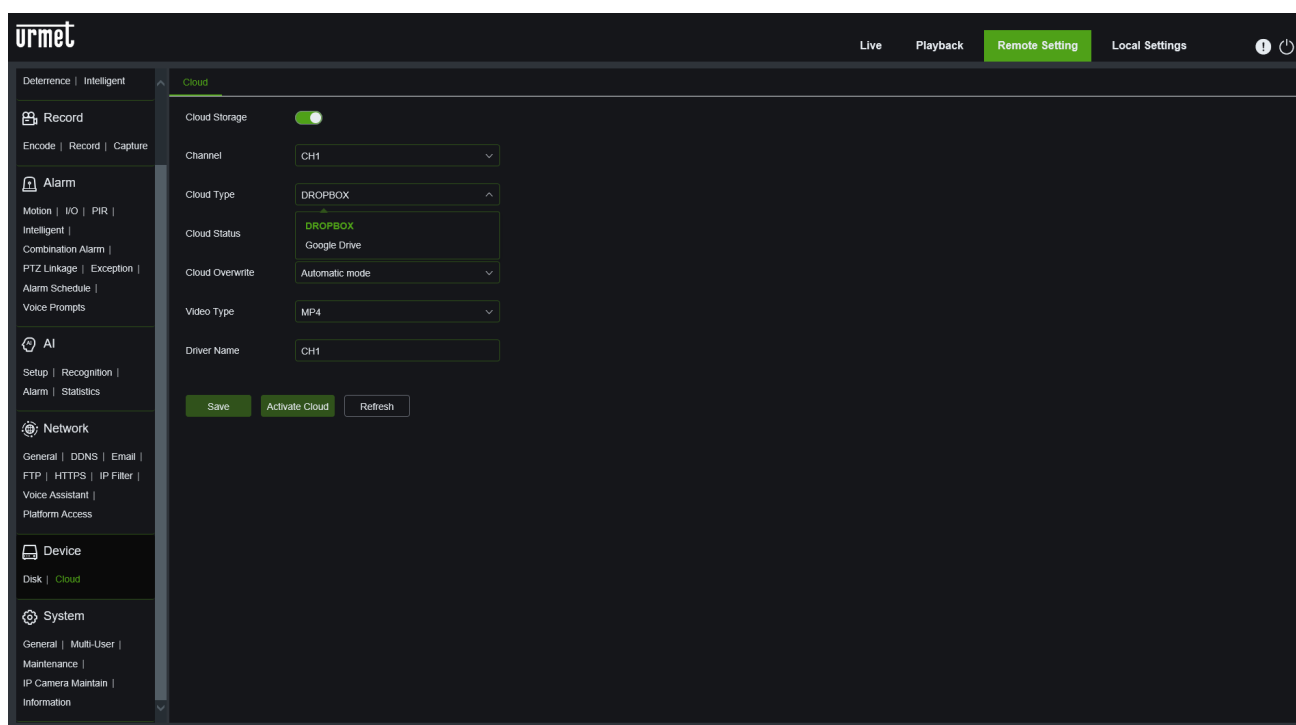 urmet
Live Playback Remote Setting Local Settings
Deterrence | Intelligent
Record
Encode | Record | Capture
Alarm
Motion | I/O | PIR |
Intelligent |
Combination Alarm |
PTZ Linkage | Exception |
Alarm Schedule |
Voice Prompts
AI
Setup | Recognition |
Alarm | Statistics
Network
General | DDNS | Email |
FTP | HTTPS | IP Filter |
Voice Assistant |
Platform Access
Device
Disk | Cloud
System
General | Multi-User |
Maintenance |
IP Camera Maintain |
Information
Cloud
Cloud Storage
Channel CH1
Cloud Type DROPBOX
DROPBOX
Cloud Status
Google Drive
Cloud Overwrite Automatic mode
Video Type MP4
Driver Name CH1
Save Activate Cloud Refresh